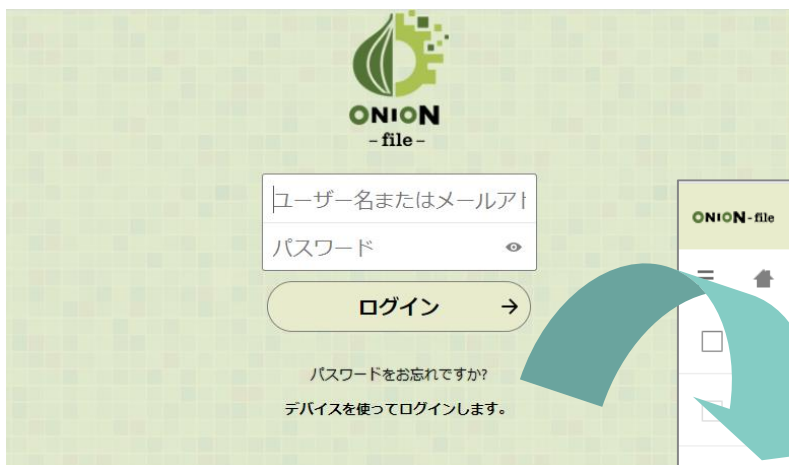 ONION
- file -
ユーザー名またはメールアド
パスワード
ONION - file
ログイン
パスワードをお忘れですか?
デバイスを使ってログインします。